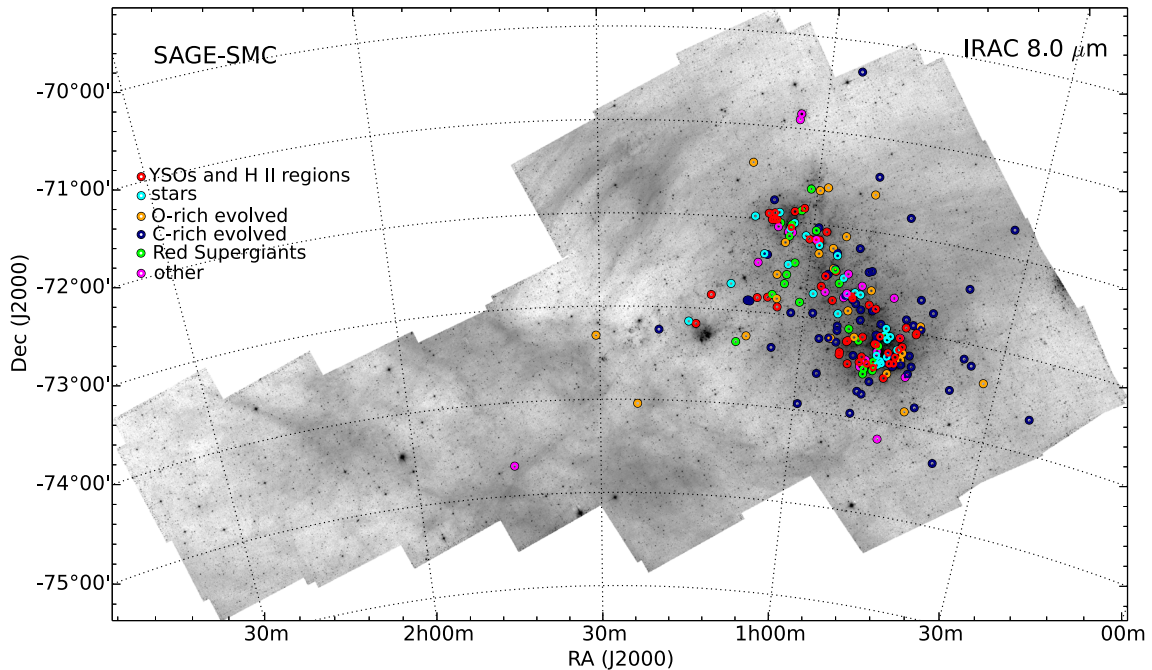 SAGE-SMC
IRAC 8.0 μm
Dec (J2000)
-70°00'
-71°00'
-72°00'
-73°00'
-74°00'
-75°00'
YSOs and H II regions
stars
O-rich evolved
C-rich evolved
Red Supergiants
other
30m
2h00m
30m
1h00m
30m
00m
RA (J2000)